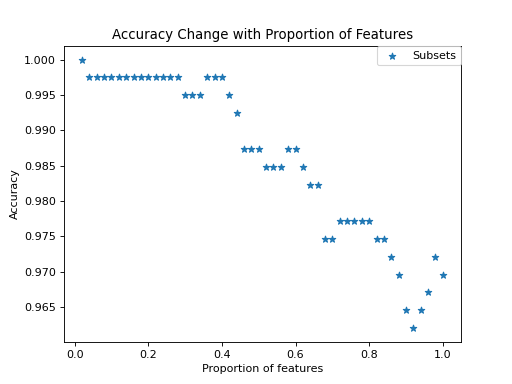 Accuracy Change with Proportion of Features
Subsets
1.000
0.995
0.990
0.985
0.980
0.975
0.970
0.965
Accuracy
0.0 0.2 0.4 0.6 0.8 1.0
Proportion of features